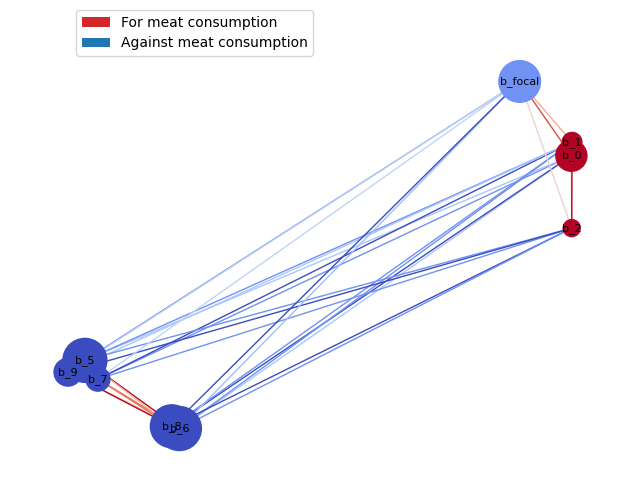 For meat consumption
Against meat consumption
b_focal
b_1
b_0
b_2
b_5
b_9
b_7
b_8
b_6